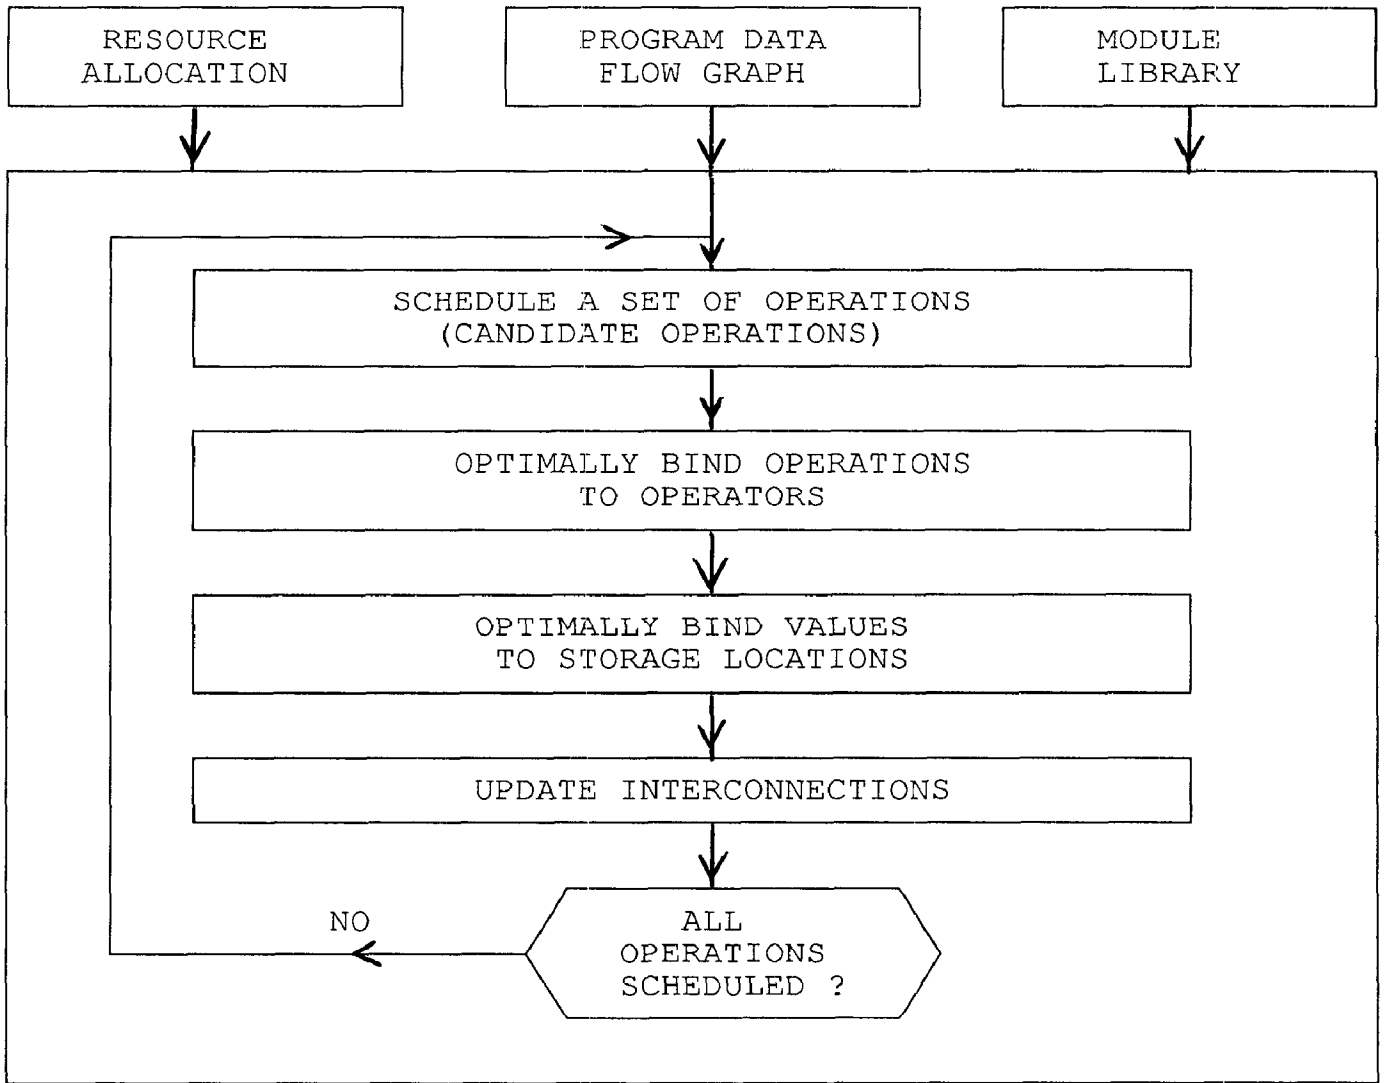 RESOURCE
ALLOCATION
PROGRAM DATA
FLOW GRAPH
MODULE
LIBRARY
SCHEDULE A SET OF OPERATIONS
(CANDIDATE OPERATIONS)
OPTIMALLY BIND OPERATIONS
TO OPERATORS
OPTIMALLY BIND VALUES
TO STORAGE LOCATIONS
UPDATE INTERCONNECTIONS
NO
ALL
OPERATIONS
SCHEDULED ?